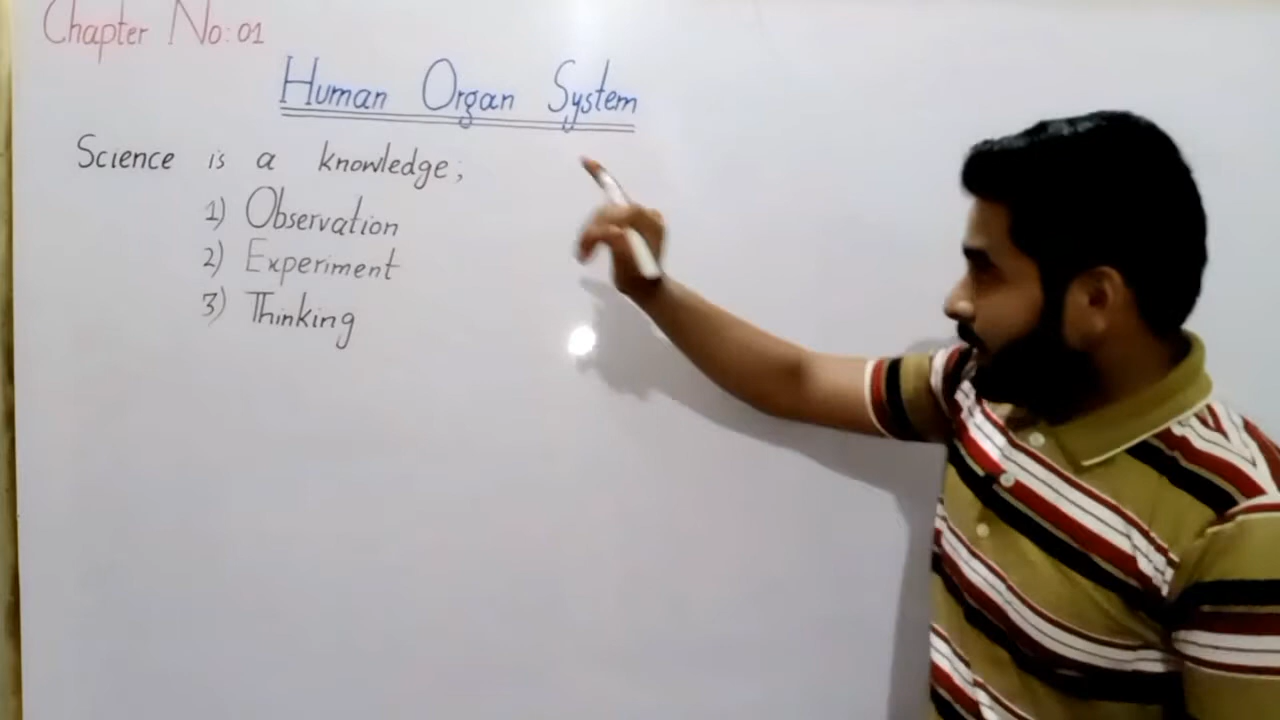 Chapter No:01
Human Organ System
Science is a knowledge;
1) Observation
2) Experiment
3) Thinking